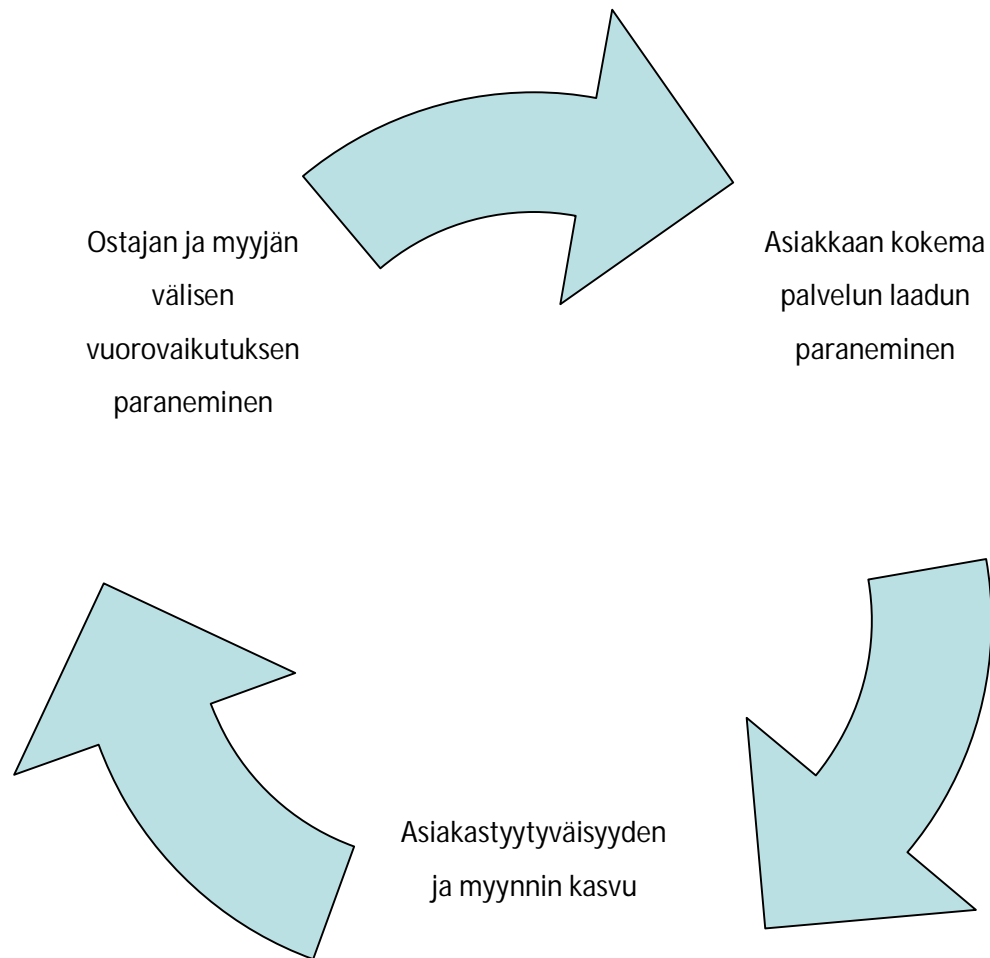 Ostajan ja myyjän
välisen
vuorovaikutuksen
paraneminen
Asiakkaan kokema
palvelun laadun
paraneminen
Asiakastyytyväisyyden
ja myynnin kasvu